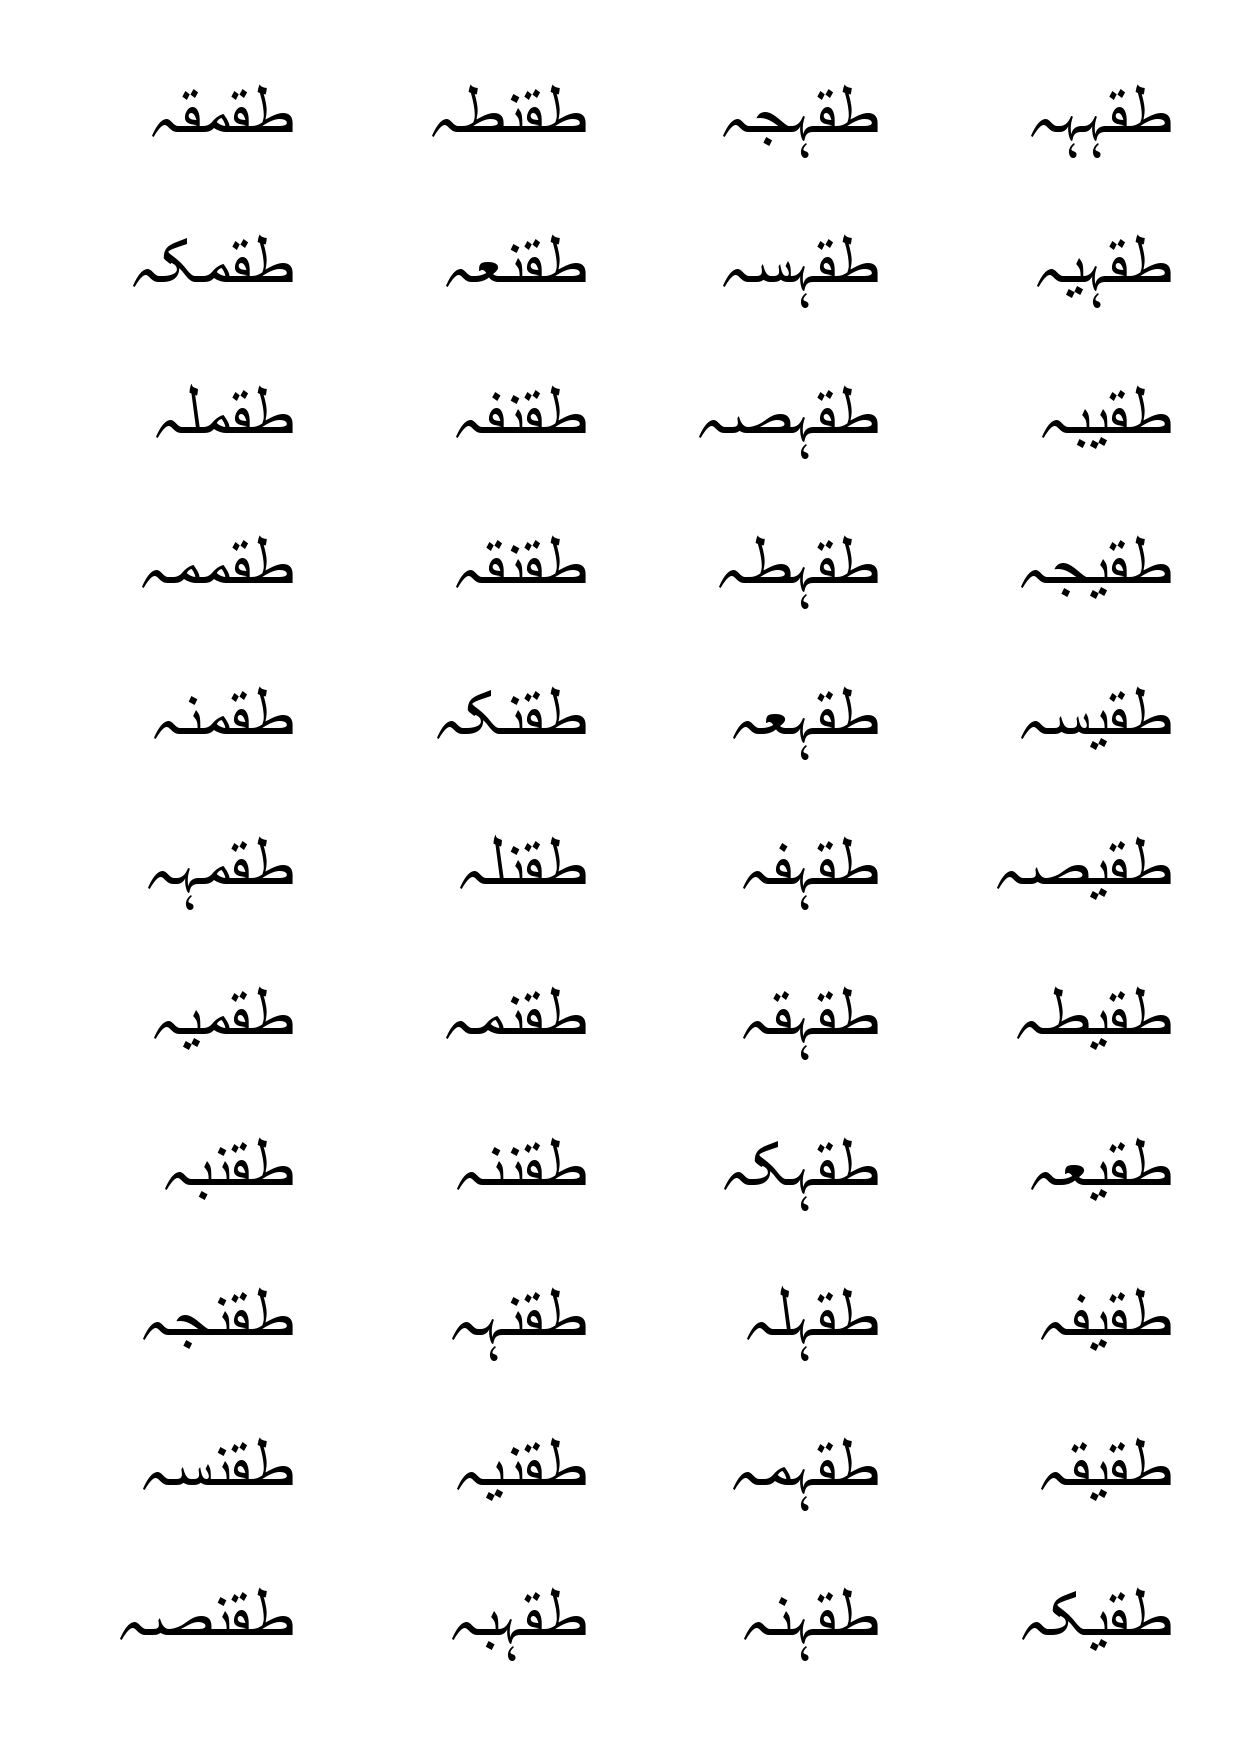 طقہہہ طقہجہ طقنطہ طقمقہ
طقہیہ طقہسہ طقنعہ طقمکہ
طقیبہ طقہصہ طقنفہ طقملہ
طقیجہ طقہطہ طقنقہ طقممہ
طقیسہ طقہعہ طقنکہ طقمنہ
طقیصہ طقہفہ طقنلہ طقمہہ
طقیطہ طقہقہ طقنمہ طقمیہ
طقیعہ طقہکہ طقننہ طقنبہ
طقیفہ طقہلہ طقنہہ طقنجہ
طقیقہ طقہمہ طقنیہ طقنسہ
طقیکہ طقہنہ طقہبہ طقنصہ